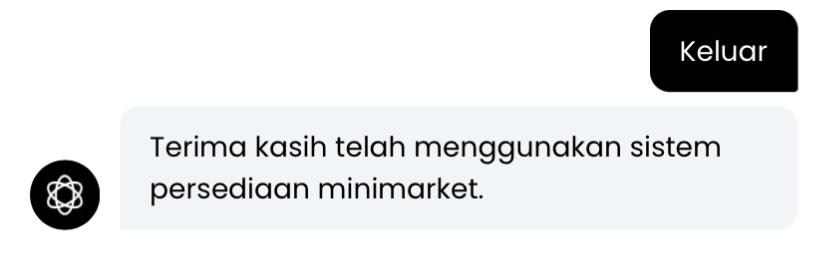 Keluar
Terima kasih telah menggunakan sistem
persediaan minimarket.